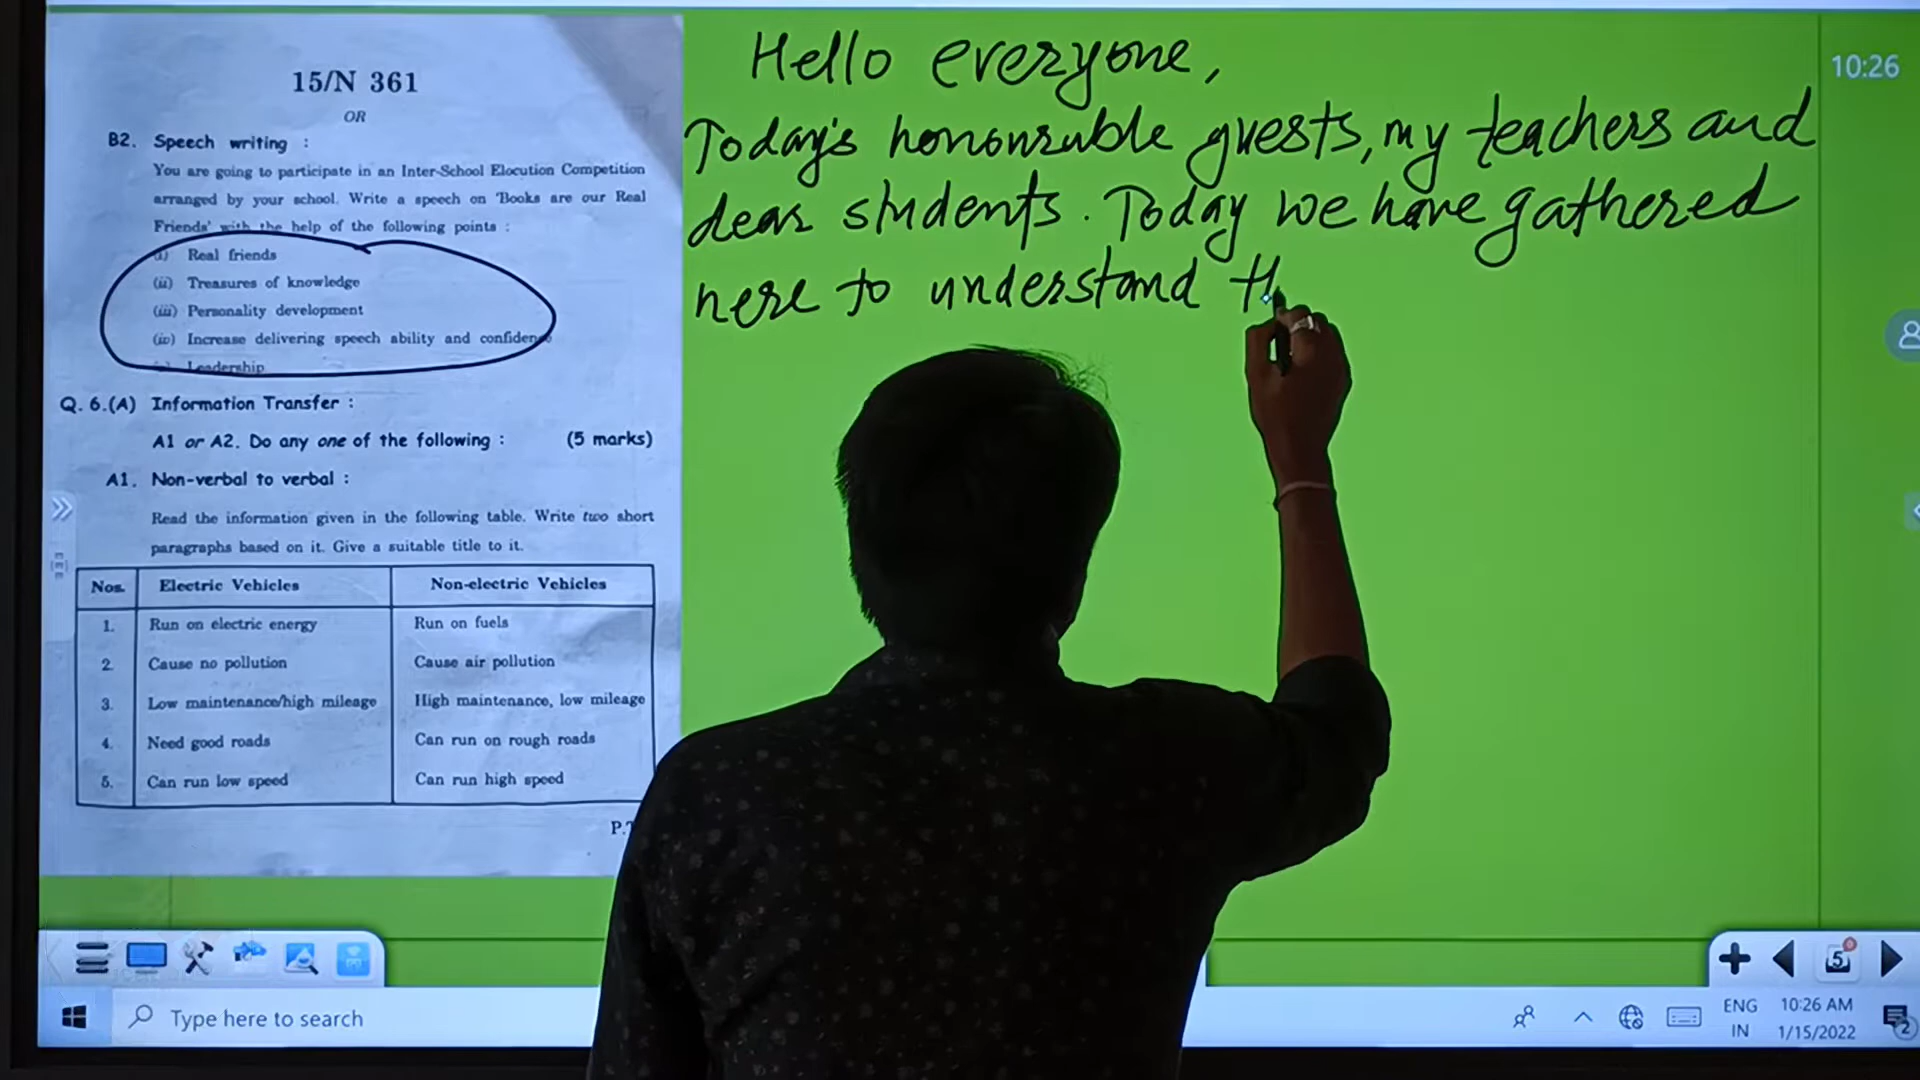 15/N 361
OR
B2. Speech writing :
You are going to participate in an Inter-School Elocution Competition
arranged by your school. Write a speech on 'Books are our Real
Friends' with the help of the following points :
(i) Real friends
(ii) Treasures of knowledge
(iii) Personality development
(iv) Increase delivering speech ability and confidence
Leadership
Q. 6.(A) Information Transfer :
A1 or A2. Do any one of the following : (5 marks)
A1. Non-verbal to verbal :
Read the information given in the following table. Write two short
paragraphs based on it. Give a suitable title to it.
Nos. Electric Vehicles Non-electric Vehicles
1. Run on electric energy Run on fuels
2. Cause no pollution Cause air pollution
3. Low maintenance/high mileage High maintenance, low mileage
4. Need good roads Can run on rough roads
5. Can run low speed Can run high speed
Hello everyone,
Today's honourable guests, my teachers and
dear students. Today we have gathered
here to understand th
10:26
5
Type here to search
ENG
IN
10:26 AM
1/15/2022
2